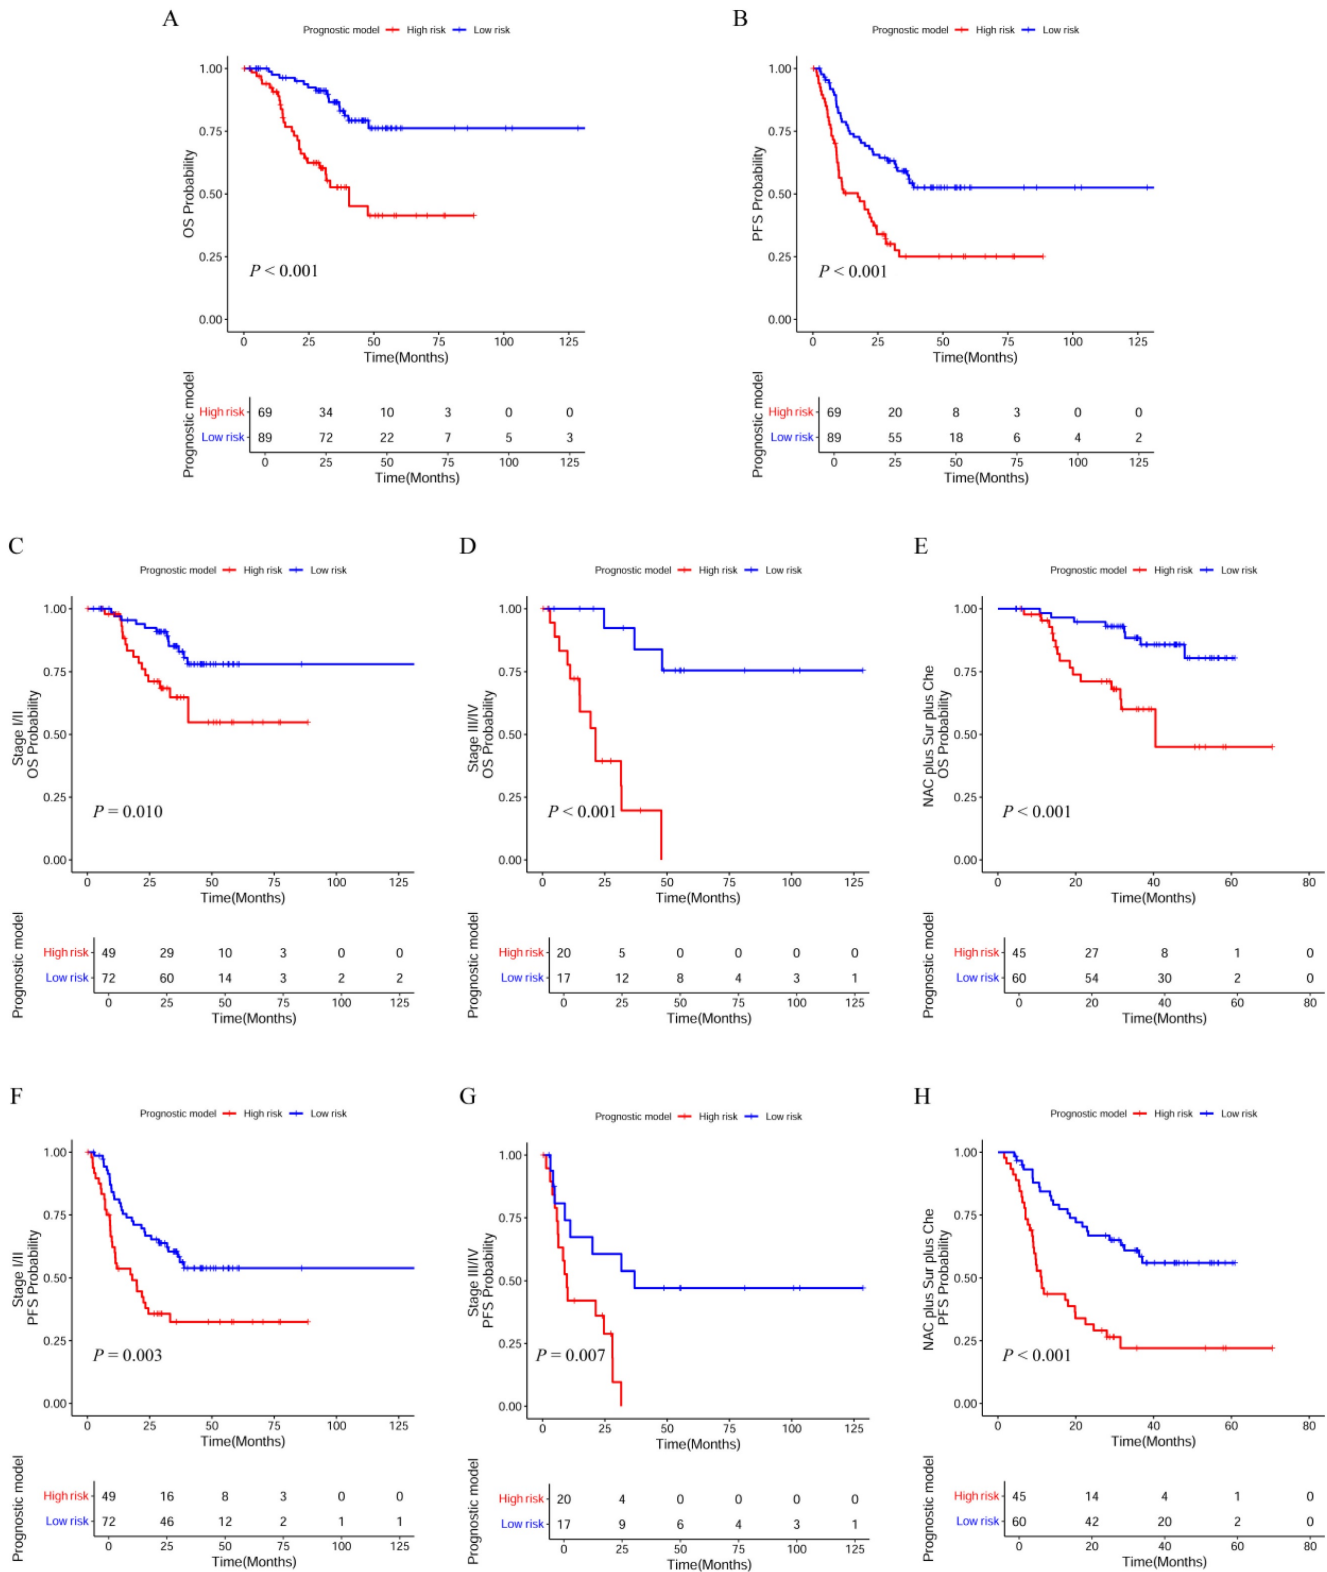 A
B
Prognostic model High risk Low risk
Prognostic model High risk Low risk
OS Probability
1.00
0.75
0.50
0.25
0.00
P < 0.001
0 25 50 75 100 125
Time(Months)
PFS Probability
1.00
0.75
0.50
0.25
0.00
P < 0.001
0 25 50 75 100 125
Time(Months)
Prognostic model
High risk 69 34 10 3 0 0
Low risk 89 72 22 7 5 3
0 25 50 75 100 125
Time(Months)
Prognostic model
High risk 69 20 8 3 0 0
Low risk 89 55 18 6 4 2
0 25 50 75 100 125
Time(Months)
C
D
E
Prognostic model High risk Low risk
Prognostic model High risk Low risk
Prognostic model High risk Low risk
Stage I/II
OS Probability
1.00
0.75
0.50
0.25
0.00
P = 0.010
0 25 50 75 100 125
Time(Months)
Stage III/IV
OS Probability
1.00
0.75
0.50
0.25
0.00
P < 0.001
0 25 50 75 100 125
Time(Months)
NAC plus Sur plus Che
OS Probability
1.00
0.75
0.50
0.25
0.00
P < 0.001
0 20 40 60 80
Time(Months)
Prognostic model
High risk 49 29 10 3 0 0
Low risk 72 60 14 3 2 2
0 25 50 75 100 125
Time(Months)
Prognostic model
High risk 20 5 0 0 0 0
Low risk 17 12 8 4 3 1
0 25 50 75 100 125
Time(Months)
Prognostic model
High risk 45 27 8 1 0
Low risk 60 54 30 2 0
0 20 40 60 80
Time(Months)
F
G
H
Prognostic model High risk Low risk
Prognostic model High risk Low risk
Prognostic model High risk Low risk
Stage I/II
PFS Probability
1.00
0.75
0.50
0.25
0.00
P = 0.003
0 25 50 75 100 125
Time(Months)
Stage III/IV
PFS Probability
1.00
0.75
0.50
0.25
0.00
P = 0.007
0 25 50 75 100 125
Time(Months)
NAC plus Sur plus Che
PFS Probability
1.00
0.75
0.50
0.25
0.00
P < 0.001
0 20 40 60 80
Time(Months)
Prognostic model
High risk 49 16 8 3 0 0
Low risk 72 46 12 2 1 1
0 25 50 75 100 125
Time(Months)
Prognostic model
High risk 20 4 0 0 0 0
Low risk 17 9 6 4 3 1
0 25 50 75 100 125
Time(Months)
Prognostic model
High risk 45 14 4 1 0
Low risk 60 42 20 2 0
0 20 40 60 80
Time(Months)